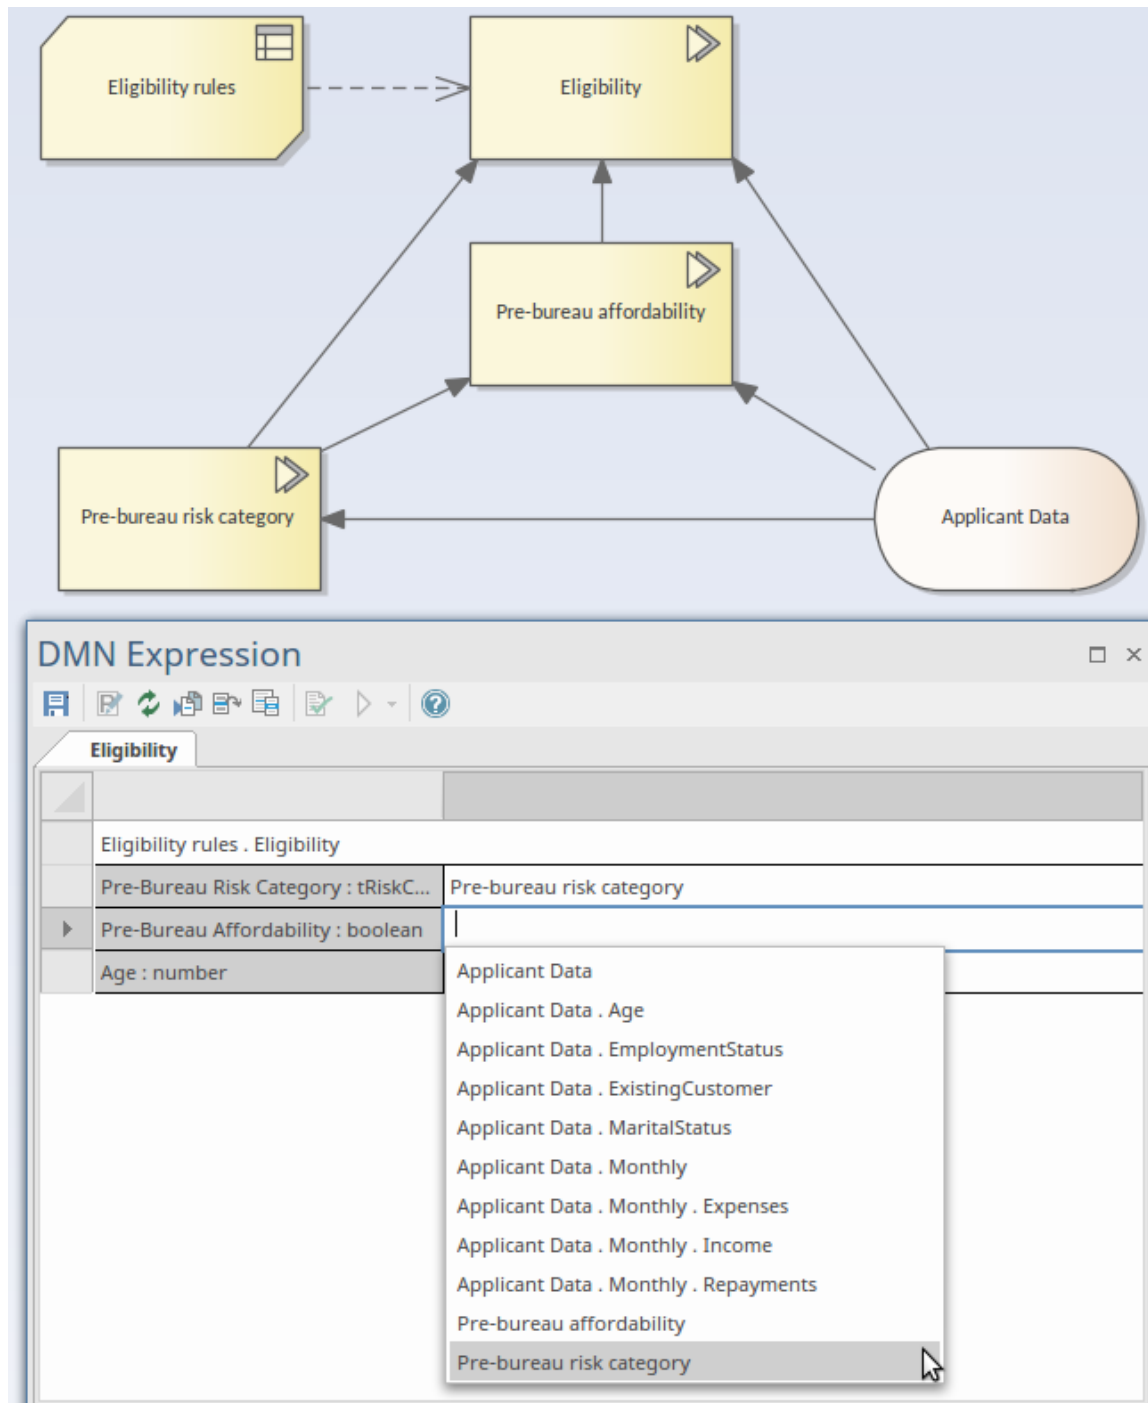 Eligibility rules
Eligibility
Pre-bureau affordability
Pre-bureau risk category
Applicant Data
DMN Expression
Eligibility
Eligibility rules . Eligibility
Pre-Bureau Risk Category : tRiskC... Pre-bureau risk category
Pre-Bureau Affordability : boolean
Age : number
Applicant Data
Applicant Data . Age
Applicant Data . EmploymentStatus
Applicant Data . ExistingCustomer
Applicant Data . MaritalStatus
Applicant Data . Monthly
Applicant Data . Monthly . Expenses
Applicant Data . Monthly . Income
Applicant Data . Monthly . Repayments
Pre-bureau affordability
Pre-bureau risk category